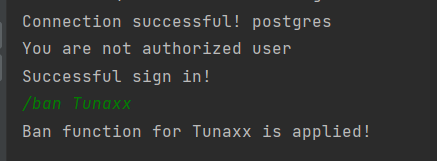 Connection successful! postgres
You are not authorized user
Successful sign in!
/ban Tunaxx
Ban function for Tunaxx is applied!